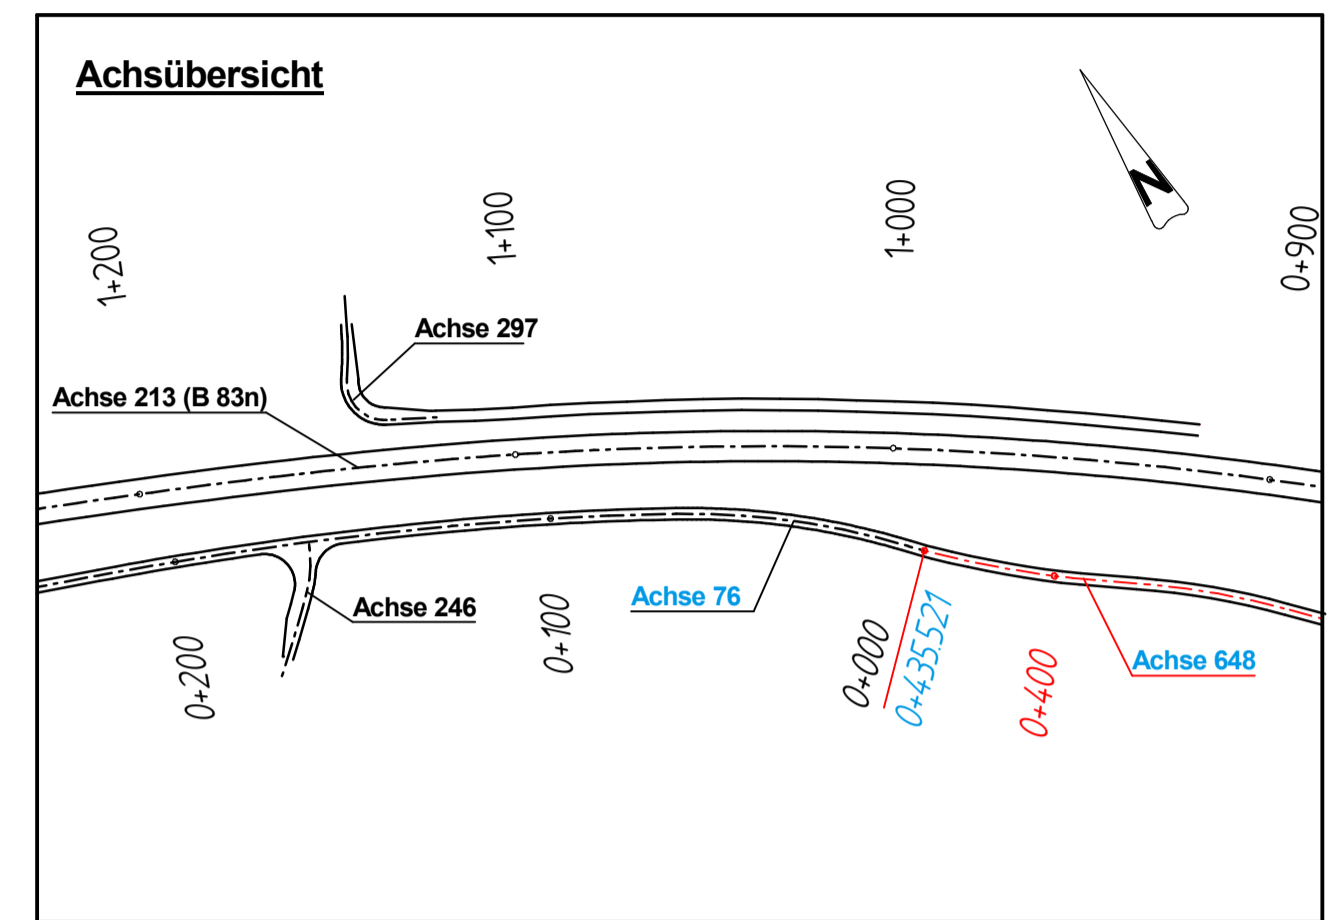 Achsübersicht
N
1+200
1+100
1+000
0+900
Achse 297
Achse 213 (B 83n)
Achse 246
Achse 76
Achse 648
0+200
0+100
0+000
0+435.521
0+400